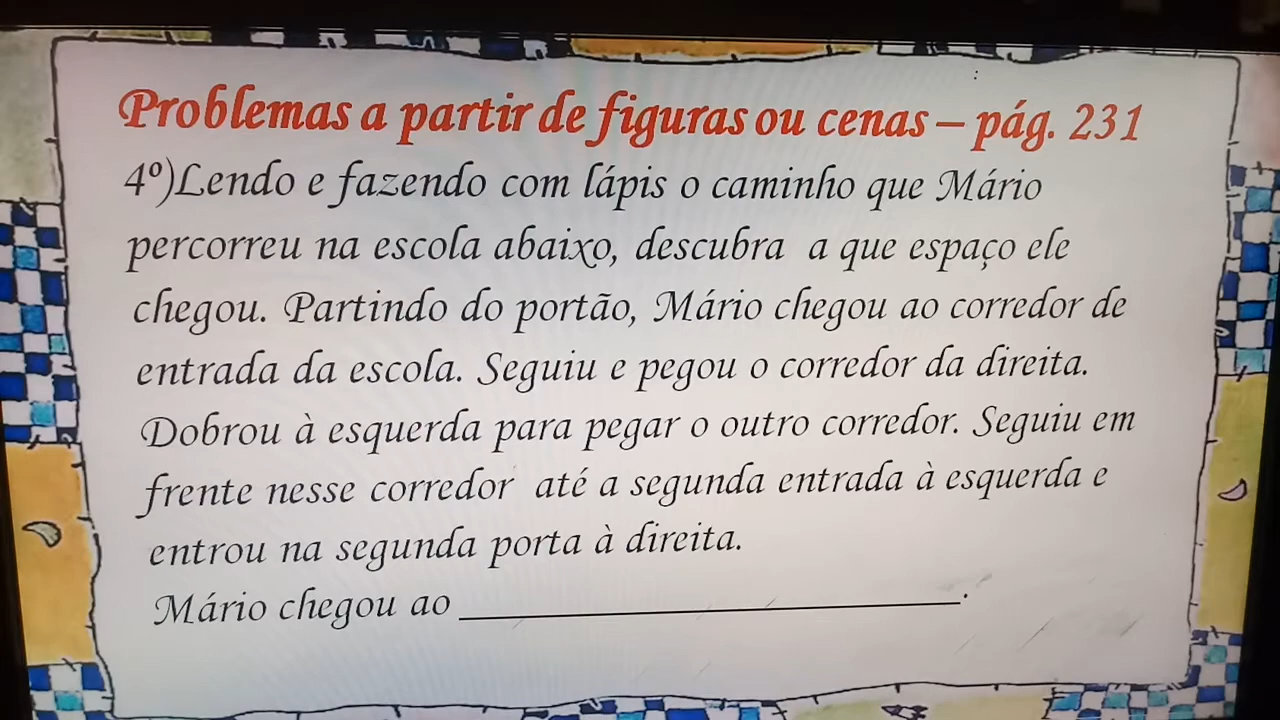 Problemas a partir de figuras ou cenas – pág. 231
4º)Lendo e fazendo com lápis o caminho que Mário
percorreu na escola abaixo, descubra a que espaço ele
chegou. Partindo do portão, Mário chegou ao corredor de
entrada da escola. Seguiu e pegou o corredor da direita.
Dobrou à esquerda para pegar o outro corredor. Seguiu em
frente nesse corredor até a segunda entrada à esquerda e
entrou na segunda porta à direita.
Mário chegou ao ______________________.